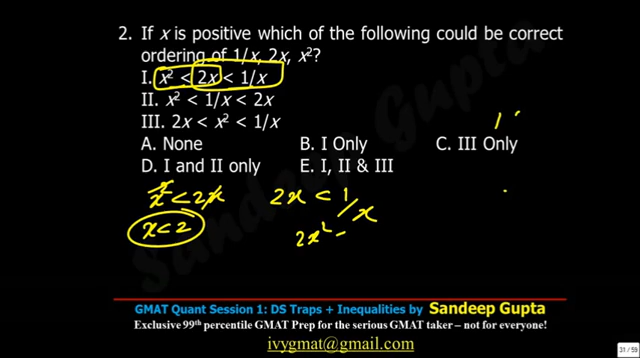 2. If x is positive which of the following could be correct
ordering of 1/x, 2x, x²?
I. x² < 2x < 1/x
II. x² < 1/x < 2x
III. 2x < x² < 1/x
A. None B. I Only C. III Only
D. I and II only E. I, II & III
x² < 2x 2x < 1/x
x < 2 2x² -
GMAT Quant Session 1: DS Traps + Inequalities by Sandeep Gupta
Exclusive 99th percentile GMAT Prep for the serious GMAT taker – not for everyone!
ivygmat@gmail.com
31 / 59